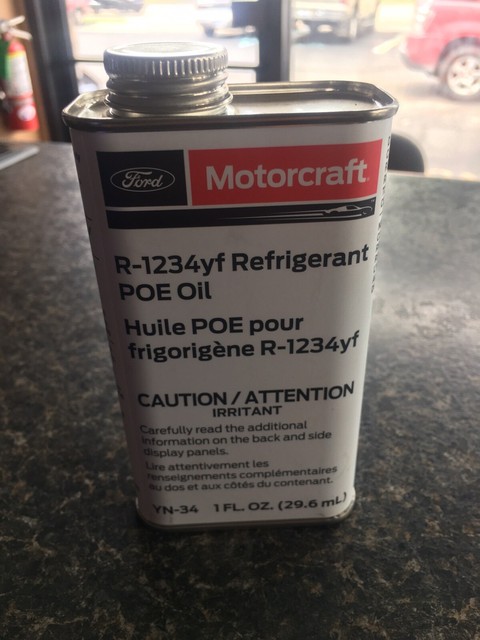 Ford
Motorcraft
R-1234yf Refrigerant
POE Oil
Huile POE pour
frigorigène R-1234yf
CAUTION / ATTENTION
IRRITANT
Carefully read the additional
information on the back and side
display panels.
Lire attentivement les
renseignements complémentaires
au dos et aux côtés du contenant.
YN-34 1 FL. OZ. (29.6 mL)